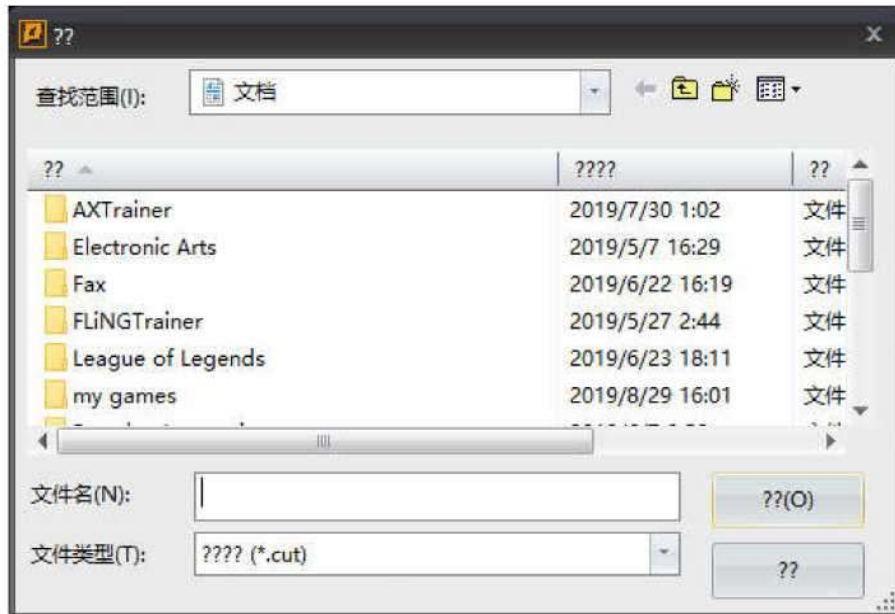 ??
查找范围(I): 文档
?? ???? ??
AXTrainer 2019/7/30 1:02 文件
Electronic Arts 2019/5/7 16:29 文件
Fax 2019/6/22 16:19 文件
FLiNGTrainer 2019/5/27 2:44 文件
League of Legends 2019/6/23 18:11 文件
my games 2019/8/29 16:01 文件
文件名(N): ??(O)
文件类型(T): ???? (*.cut) ??